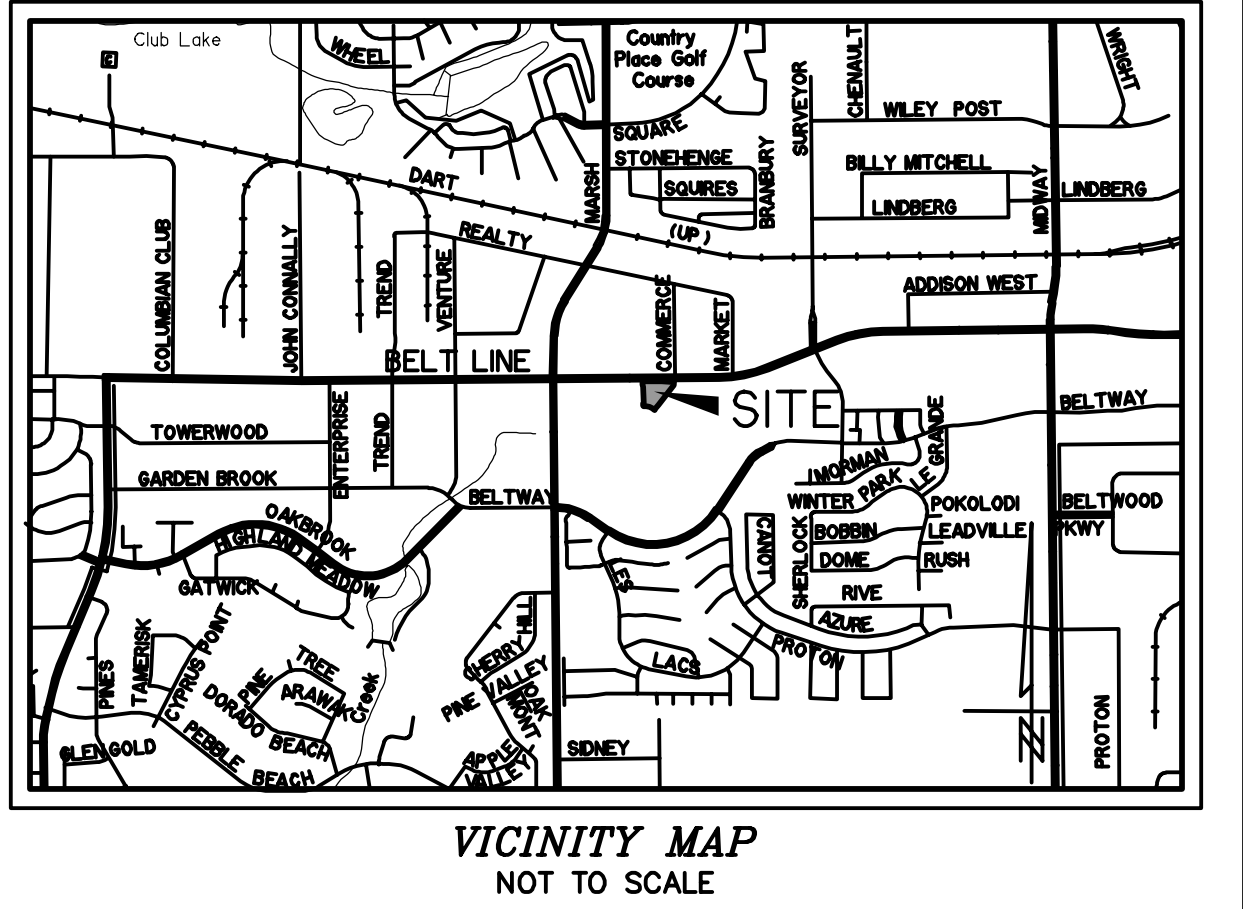 Club Lake
WHEEL
Country
Place Golf
Course
SURVEYOR
CHENAULT
WRIGHT
WILEY POST
SQUARE
STONEHENGE
BILLY MITCHELL
DART
MARSH
SQUIRES
BRANBURY
LINDBERG
MIDWAY
LINDBERG
REALTY
(UP)
COLUMBIAN CLUB
JOHN CONNALLY
TREND
VENTURE
COMMERCE
MARKET
ADDISON WEST
BELT LINE
SITE
BELTWAY
TOWERWOOD
ENTERPRISE
TREND
GRANDE
LE
GARDEN BROOK
MORMAN
BELTWAY
WINTER PARK
POKOLODI
BELTWOOD
PKWY
OAKBROOK
HIGHLAND MEADOW
CANOT
SHERLOCK
BOBBIN
LEADVILLE
DOME
RUSH
GATWICK
LES
RIVE
AZURE
TAMERISK
CYPRUS POINT
CHERRY HILL
PROTON
PINES
TREE
PINE
ARAWAK
Creek
LACS
DORADO BEACH
PINE VALLEY
OAK
MONT
PEBBLE BEACH
GLENGOLD
APPLE
VALLEY
SIDNEY
N
PROTON
VICINITY MAP
NOT TO SCALE